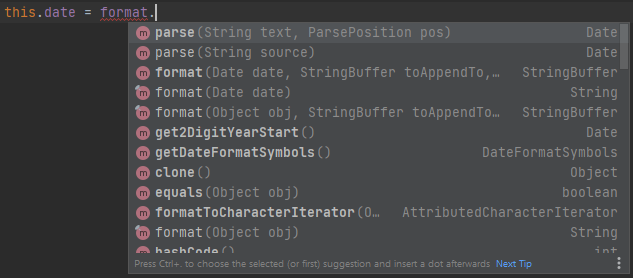 this.date = format.
parse(String text, ParsePosition pos) Date
parse(String source) Date
format(Date date, StringBuffer toAppendTo,… StringBuffer
format(Date date) String
format(Object obj, StringBuffer toAppendTo… StringBuffer
get2DigitYearStart() Date
getDateFormatSymbols() DateFormatSymbols
clone() Object
equals(Object obj) boolean
formatToCharacterIterator(O… AttributedCharacterIterator
format(Object obj) String
hashCode() int
Press Ctrl+. to choose the selected (or first) suggestion and insert a dot afterwards Next Tip